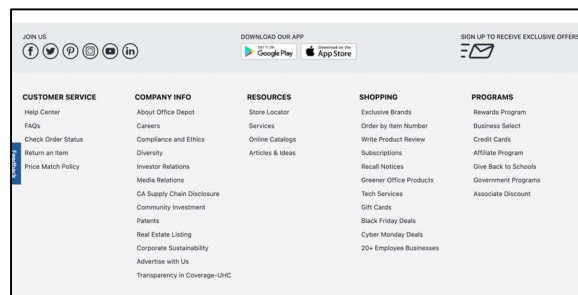 JOIN US
DOWNLOAD OUR APP
SIGN UP TO RECEIVE EXCLUSIVE OFFERS
GET IT ON
Google Play
Download on the
App Store
CUSTOMER SERVICE
Help Center
FAQs
Check Order Status
Return an Item
Price Match Policy
COMPANY INFO
About Office Depot
Careers
Compliance and Ethics
Diversity
Investor Relations
Media Relations
CA Supply Chain Disclosure
Community Investment
Patents
Real Estate Listing
Corporate Sustainability
Advertise with Us
Transparency in Coverage-UHC
RESOURCES
Store Locator
Services
Online Catalogs
Articles & Ideas
SHOPPING
Exclusive Brands
Order by Item Number
Write Product Review
Subscriptions
Recall Notices
Greener Office Products
Tech Services
Gift Cards
Black Friday Deals
Cyber Monday Deals
20+ Employee Businesses
PROGRAMS
Rewards Program
Business Select
Credit Cards
Affiliate Program
Give Back to Schools
Government Programs
Associate Discount
Feedback